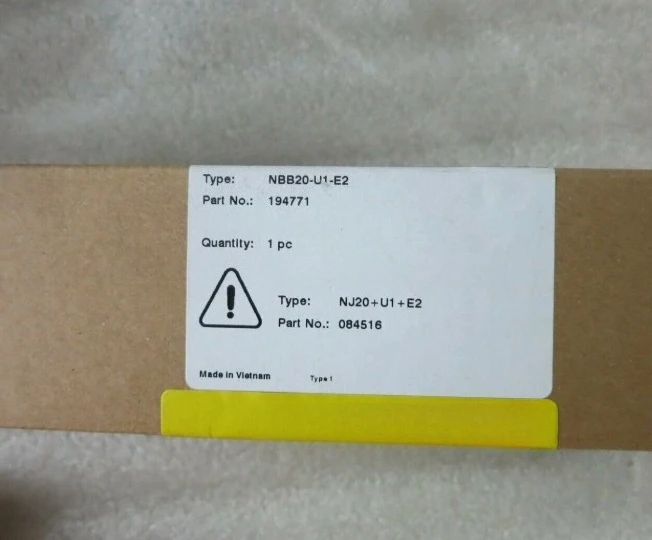 Type: NBB20-U1-E2
Part No.: 194771
Quantity: 1 pc
Type: NJ20+U1+E2
Part No.: 084516
Made in Vietnam Type 1